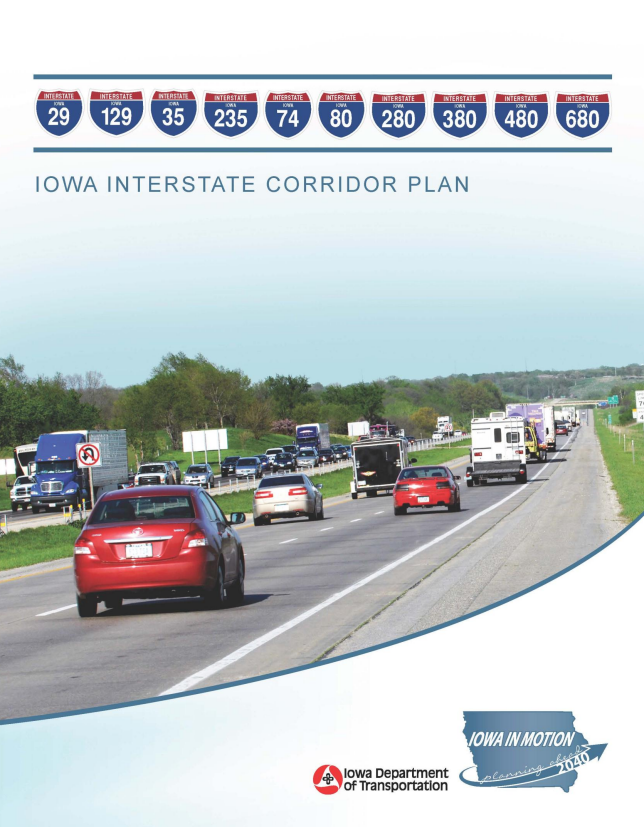 INTERSTATE IOWA 29
INTERSTATE IOWA 129
INTERSTATE IOWA 35
INTERSTATE IOWA 235
INTERSTATE IOWA 74
INTERSTATE IOWA 80
INTERSTATE IOWA 280
INTERSTATE IOWA 380
INTERSTATE IOWA 480
INTERSTATE IOWA 680
IOWA INTERSTATE CORRIDOR PLAN
IOWA IN MOTION
planning ahead
2040
Iowa Department
of Transportation